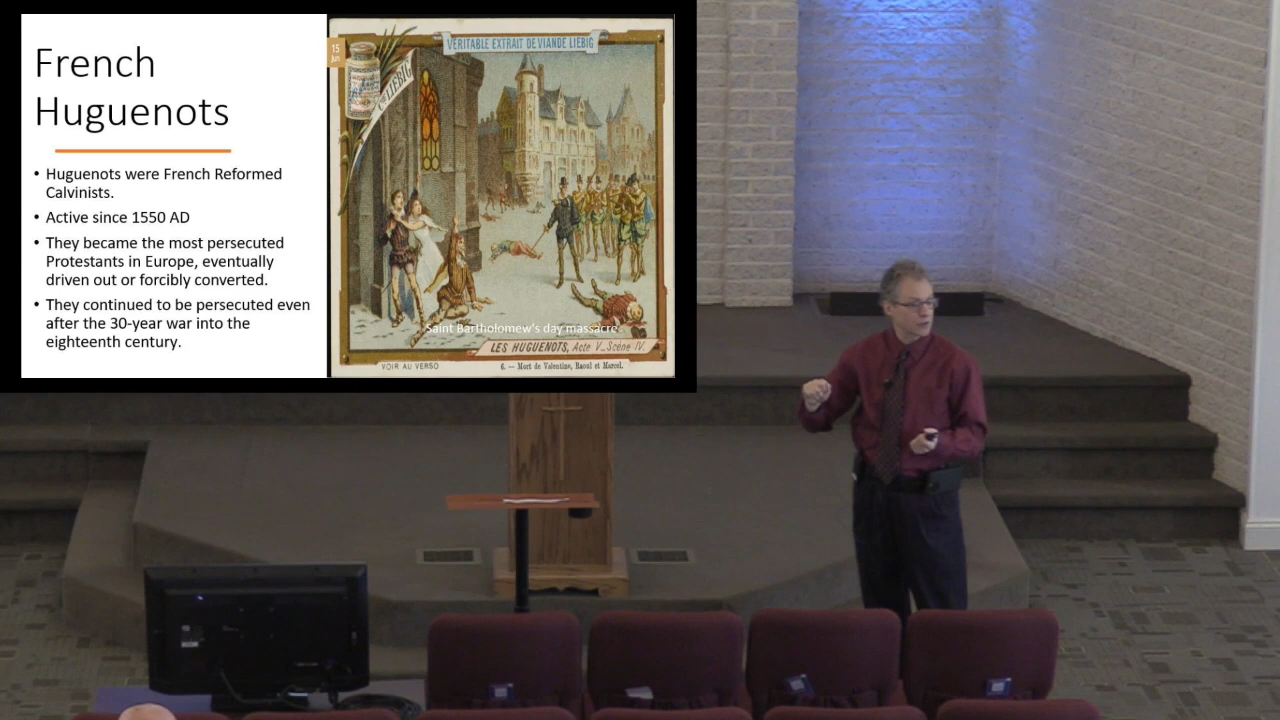 French
Huguenots
• Huguenots were French Reformed
Calvinists.
• Active since 1550 AD
• They became the most persecuted
Protestants in Europe, eventually
driven out or forcibly converted.
• They continued to be persecuted even
after the 30-year war into the
eighteenth century.
15
Jun
VERITABLE EXTRAIT DE VIANDE LIEBIG
Cie LIEBIG
Saint Bartholomew's day massacre
LES HUGUENOTS, Acte V_Scène IV.
VOIR AU VERSO
6. — Mort de Valentine, Raoul et Marcel.